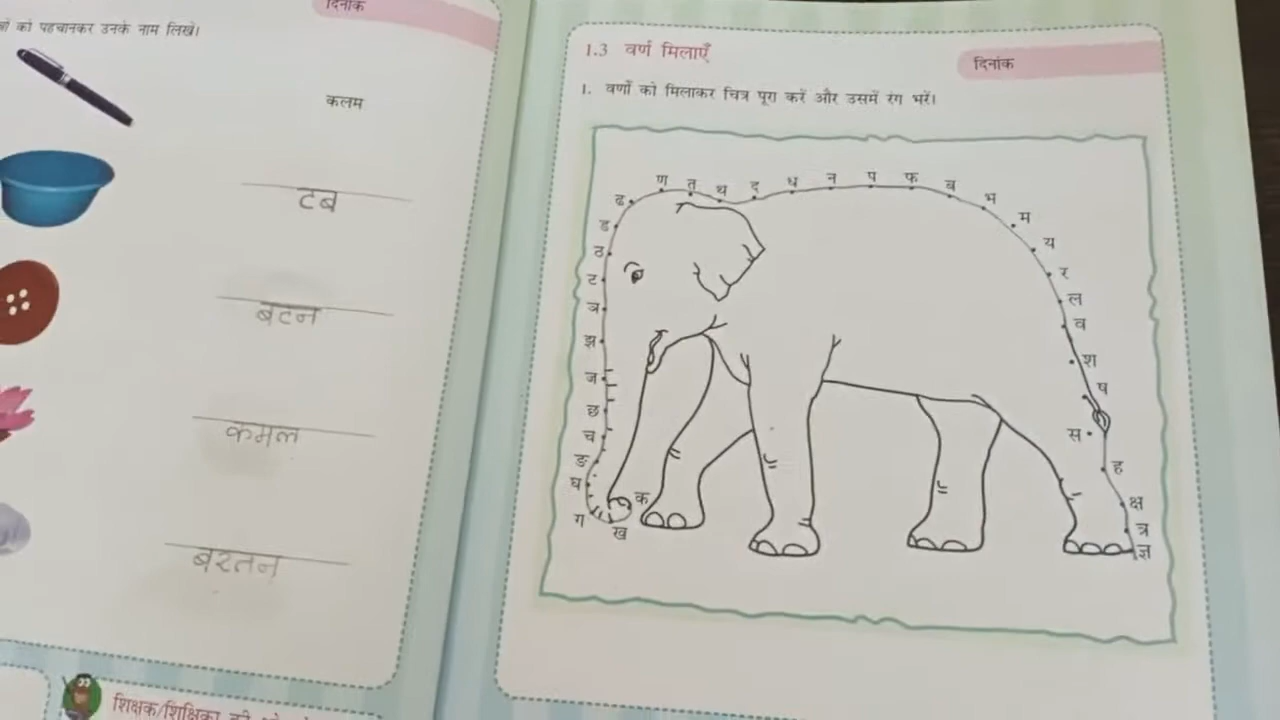 दिनांक
को पहचानकर उनके नाम लिखें।
कलम
टब
बटन
कमल
बरतन
शिक्षक/शिक्षिका
1.3 वर्ण मिलाएँ
दिनांक
1. वर्णों को मिलाकर चित्र पूरा करें और उसमें रंग भरें।
क
ख
ग
घ
ङ
च
छ
ज
झ
ञ
ट
ठ
ड
ढ
ण
त
थ
द
ध
न
प
फ
ब
भ
म
य
र
ल
व
श
ष
स
ह
क्ष
त्र
ज्ञ